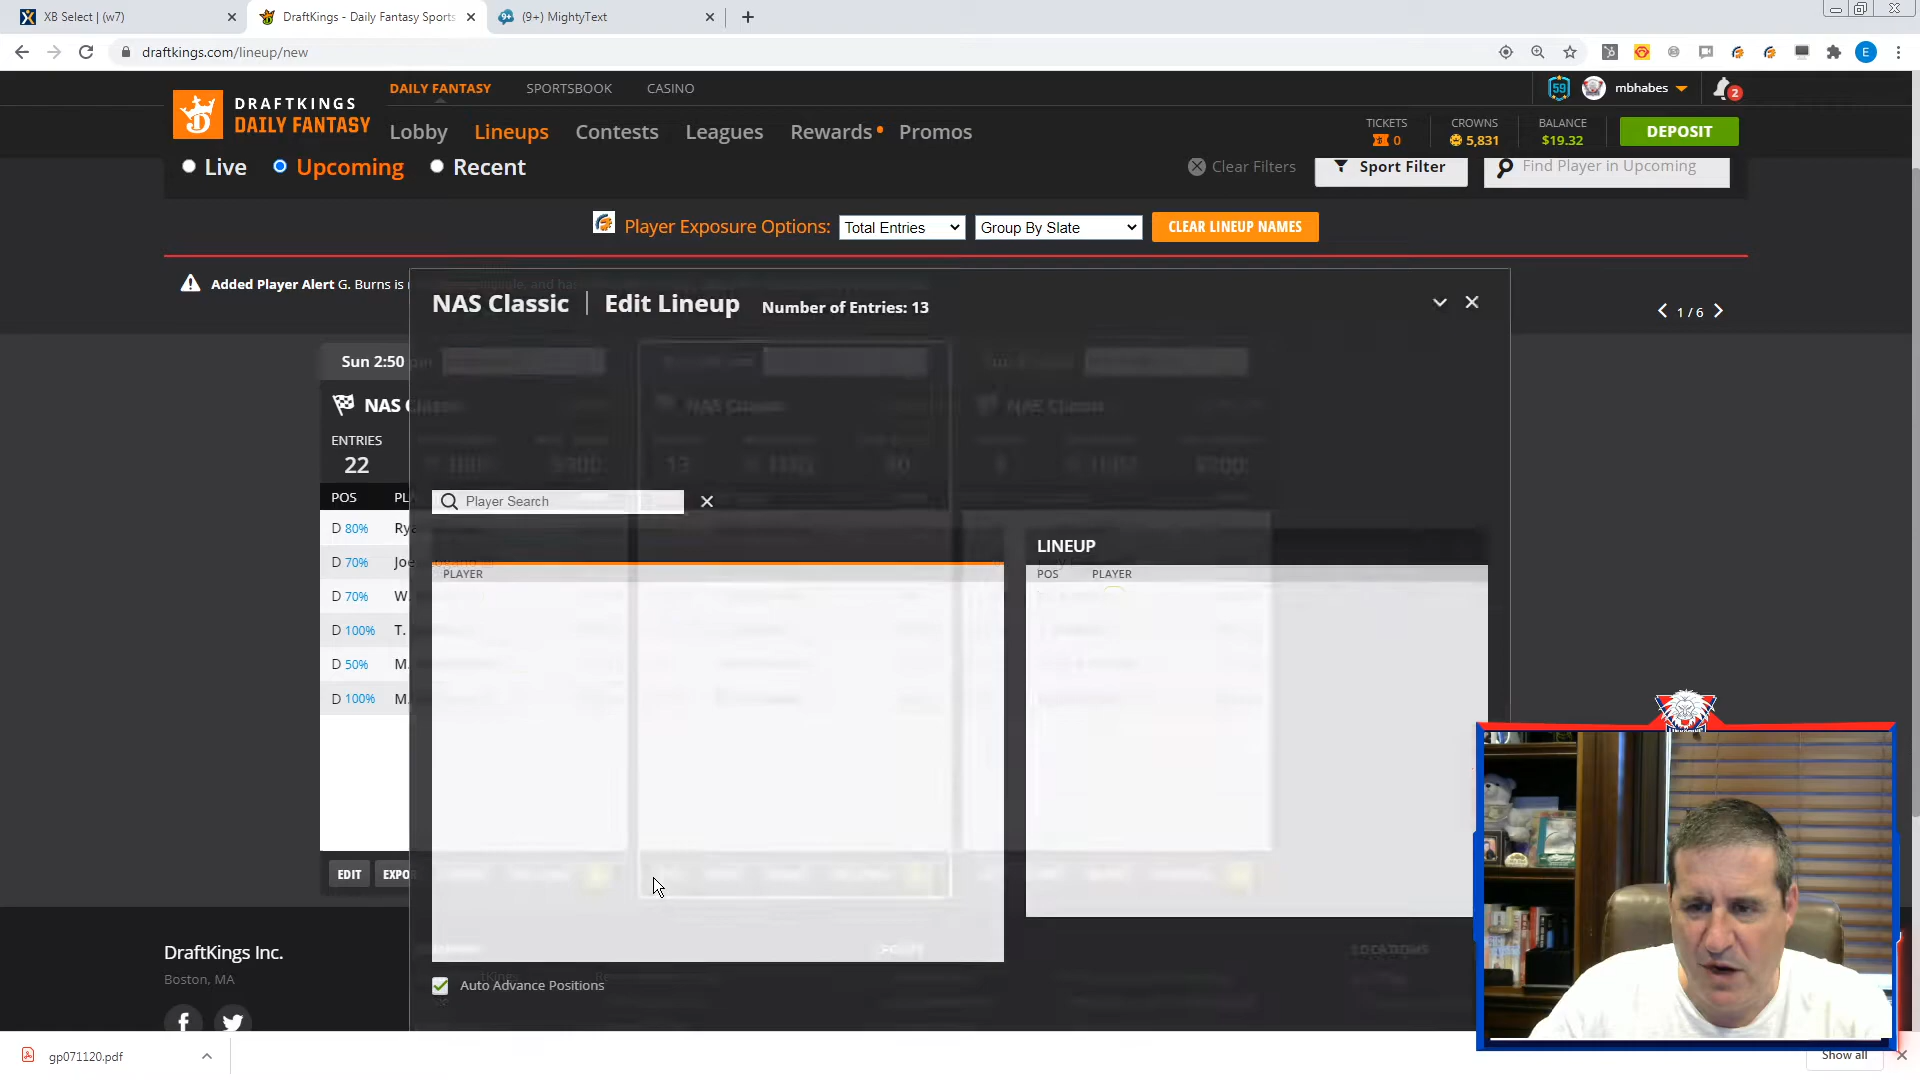 XB Select | (w7)
DraftKings - Daily Fantasy Sports
(9+) MightyText
draftkings.com/lineup/new
E
DRAFTKINGS
DAILY FANTASY
DAILY FANTASY
SPORTSBOOK
CASINO
59
mbhabes
2
Lobby
Lineups
Contests
Leagues
Rewards
Promos
TICKETS
0
CROWNS
5,831
BALANCE
$19.32
DEPOSIT
Live
Upcoming
Recent
Clear Filters
Sport Filter
Find Player in Upcoming
Player Exposure Options:
Total Entries
Group By Slate
CLEAR LINEUP NAMES
Added Player Alert G. Burns is
1 / 6
NAS Classic | Edit Lineup
Number of Entries: 13
Sun 2:50
NAS
ENTRIES
22
POS
D 80%
D 70%
D 70% W.
D 100% T.
D 50% M.
D 100% M.
EDIT
Player Search
PLAYER
LINEUP
POS
PLAYER
Auto Advance Positions
DraftKings Inc.
Boston, MA
gp071120.pdf
Show all